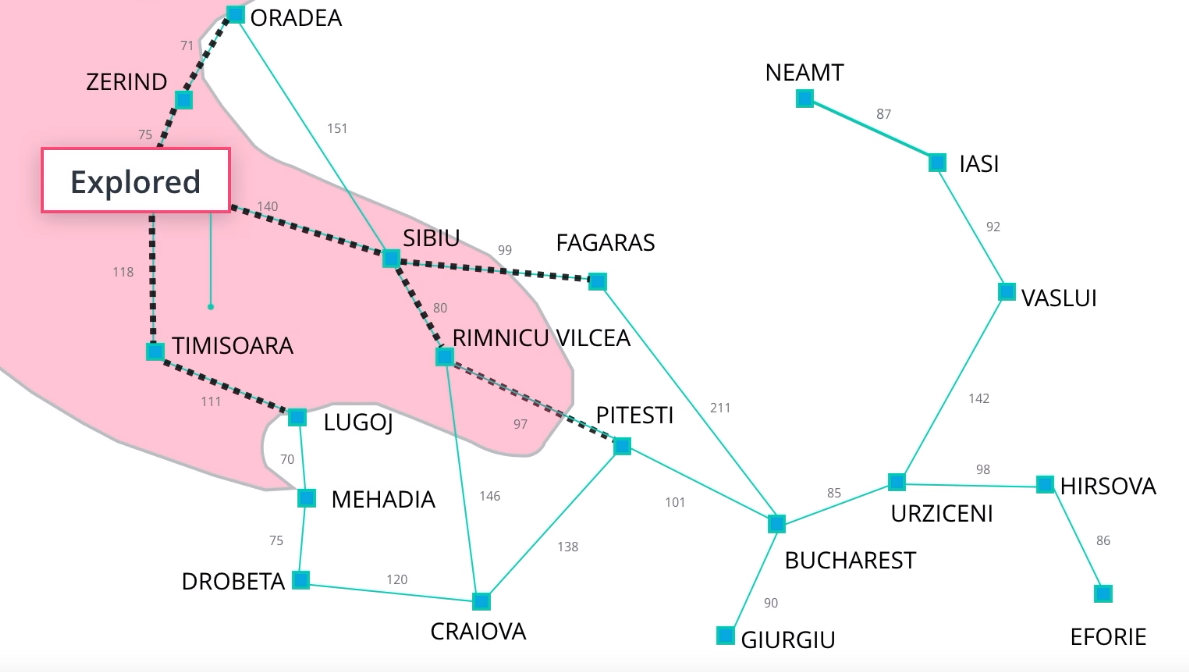 ORADEA
71
ZERIND
NEAMT
87
75
151
IASI
Explored
140
SIBIU
99
FAGARAS
92
118
80
VASLUI
RIMNICU VILCEA
TIMISOARA
111
PITESTI
211
142
LUGOJ
97
70
98
MEHADIA
146
101
85
HIRSOVA
URZICENI
75
138
86
BUCHAREST
DROBETA
120
90
CRAIOVA
GIURGIU
EFORIE